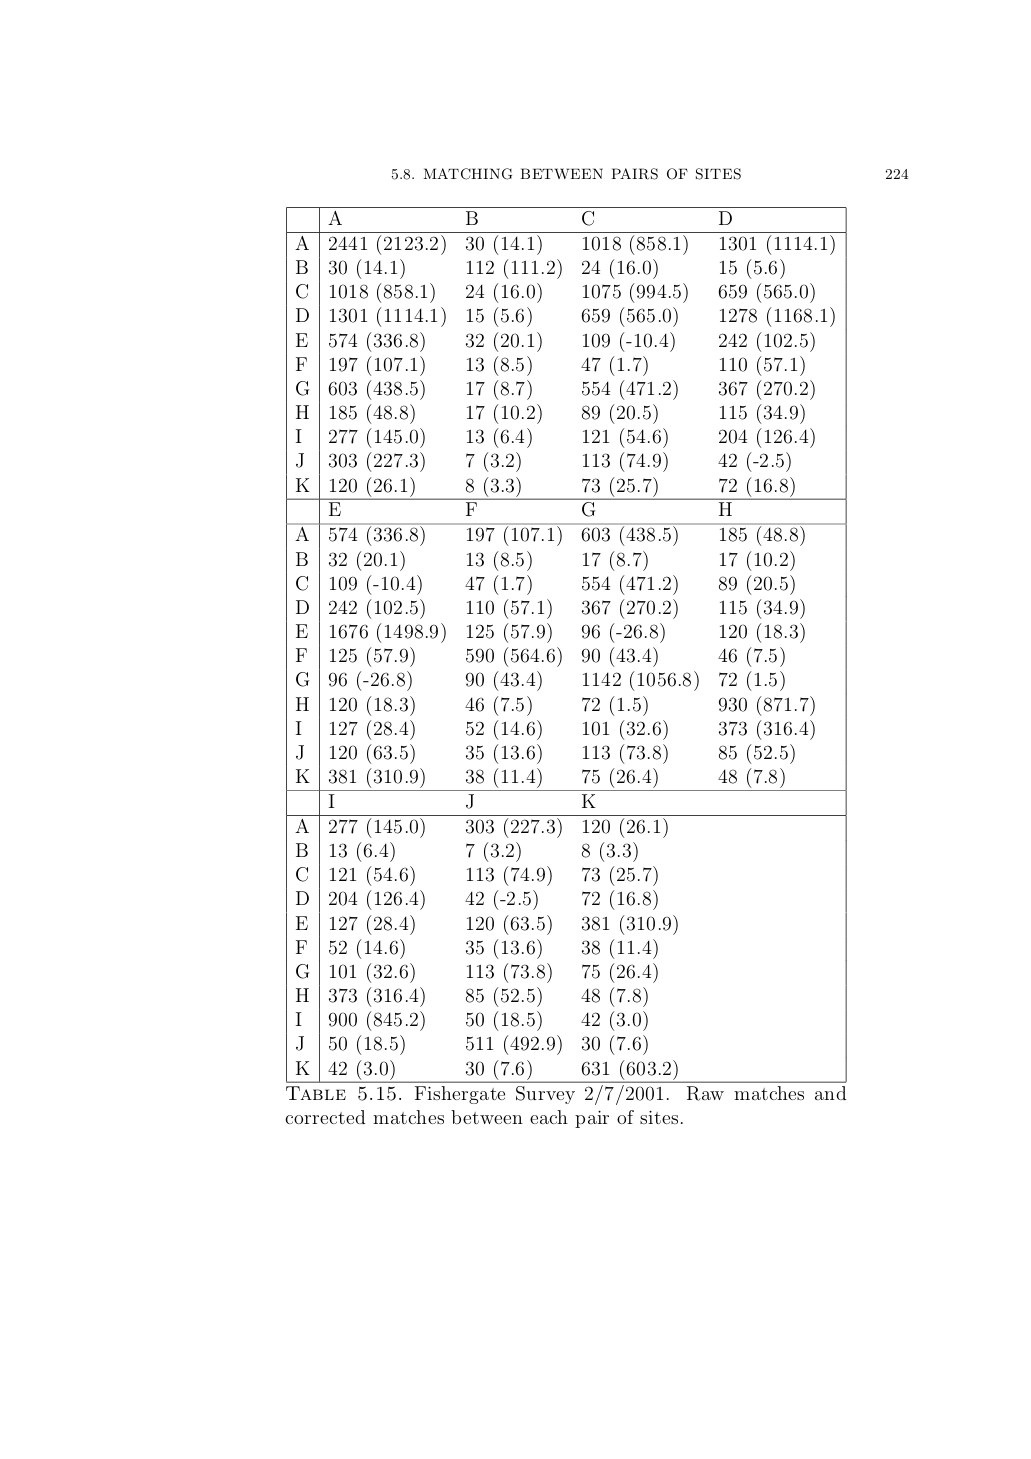 5.8. MATCHING BETWEEN PAIRS OF SITES 224
A B C D
A 2441 (2123.2) 30 (14.1) 1018 (858.1) 1301 (1114.1)
B 30 (14.1) 112 (111.2) 24 (16.0) 15 (5.6)
C 1018 (858.1) 24 (16.0) 1075 (994.5) 659 (565.0)
D 1301 (1114.1) 15 (5.6) 659 (565.0) 1278 (1168.1)
E 574 (336.8) 32 (20.1) 109 (-10.4) 242 (102.5)
F 197 (107.1) 13 (8.5) 47 (1.7) 110 (57.1)
G 603 (438.5) 17 (8.7) 554 (471.2) 367 (270.2)
H 185 (48.8) 17 (10.2) 89 (20.5) 115 (34.9)
I 277 (145.0) 13 (6.4) 121 (54.6) 204 (126.4)
J 303 (227.3) 7 (3.2) 113 (74.9) 42 (-2.5)
K 120 (26.1) 8 (3.3) 73 (25.7) 72 (16.8)
E F G H
A 574 (336.8) 197 (107.1) 603 (438.5) 185 (48.8)
B 32 (20.1) 13 (8.5) 17 (8.7) 17 (10.2)
C 109 (-10.4) 47 (1.7) 554 (471.2) 89 (20.5)
D 242 (102.5) 110 (57.1) 367 (270.2) 115 (34.9)
E 1676 (1498.9) 125 (57.9) 96 (-26.8) 120 (18.3)
F 125 (57.9) 590 (564.6) 90 (43.4) 46 (7.5)
G 96 (-26.8) 90 (43.4) 1142 (1056.8) 72 (1.5)
H 120 (18.3) 46 (7.5) 72 (1.5) 930 (871.7)
I 127 (28.4) 52 (14.6) 101 (32.6) 373 (316.4)
J 120 (63.5) 35 (13.6) 113 (73.8) 85 (52.5)
K 381 (310.9) 38 (11.4) 75 (26.4) 48 (7.8)
I J K
A 277 (145.0) 303 (227.3) 120 (26.1)
B 13 (6.4) 7 (3.2) 8 (3.3)
C 121 (54.6) 113 (74.9) 73 (25.7)
D 204 (126.4) 42 (-2.5) 72 (16.8)
E 127 (28.4) 120 (63.5) 381 (310.9)
F 52 (14.6) 35 (13.6) 38 (11.4)
G 101 (32.6) 113 (73.8) 75 (26.4)
H 373 (316.4) 85 (52.5) 48 (7.8)
I 900 (845.2) 50 (18.5) 42 (3.0)
J 50 (18.5) 511 (492.9) 30 (7.6)
K 42 (3.0) 30 (7.6) 631 (603.2)
TABLE 5.15. Fishergate Survey 2/7/2001. Raw matches and
corrected matches between each pair of sites.